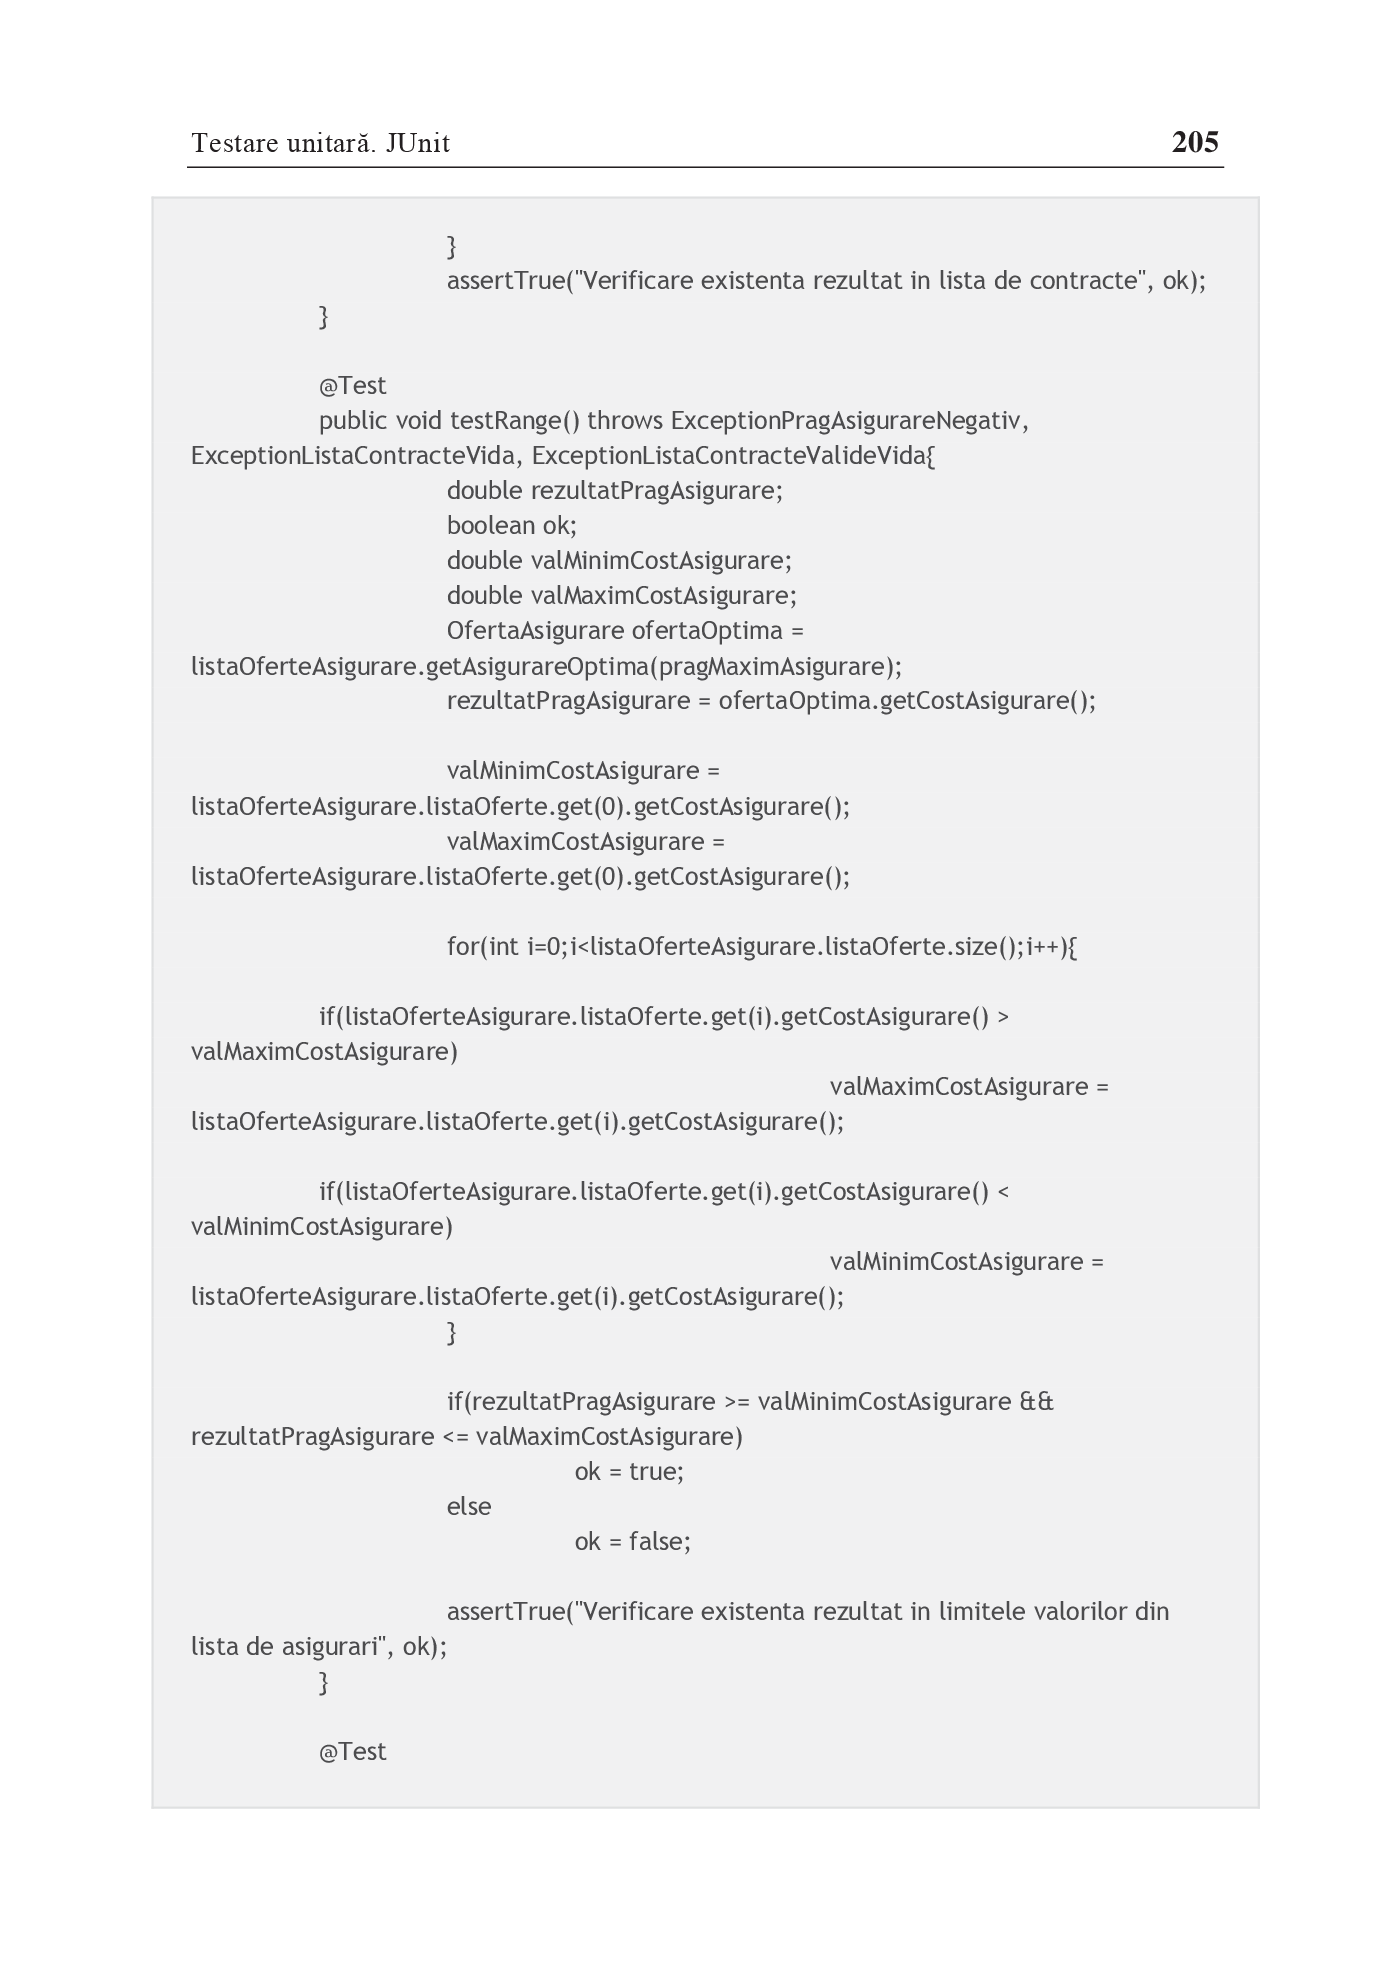 Testare unitară. JUnit 205
}
assertTrue("Verificare existenta rezultat in lista de contracte", ok);
}
@Test
public void testRange() throws ExceptionPragAsigurareNegativ,
ExceptionListaContracteVida, ExceptionListaContracteValideVida{
double rezultatPragAsigurare;
boolean ok;
double valMinimCostAsigurare;
double valMaximCostAsigurare;
OfertaAsigurare ofertaOptima =
listaOferteAsigurare.getAsigurareOptima(pragMaximAsigurare);
rezultatPragAsigurare = ofertaOptima.getCostAsigurare();
valMinimCostAsigurare =
listaOferteAsigurare.listaOferte.get(0).getCostAsigurare();
valMaximCostAsigurare =
listaOferteAsigurare.listaOferte.get(0).getCostAsigurare();
for(int i=0;i<listaOferteAsigurare.listaOferte.size();i++){
if(listaOferteAsigurare.listaOferte.get(i).getCostAsigurare() >
valMaximCostAsigurare)
valMaximCostAsigurare =
listaOferteAsigurare.listaOferte.get(i).getCostAsigurare();
if(listaOferteAsigurare.listaOferte.get(i).getCostAsigurare() <
valMinimCostAsigurare)
valMinimCostAsigurare =
listaOferteAsigurare.listaOferte.get(i).getCostAsigurare();
}
if(rezultatPragAsigurare >= valMinimCostAsigurare &&
rezultatPragAsigurare <= valMaximCostAsigurare)
ok = true;
else
ok = false;
assertTrue("Verificare existenta rezultat in limitele valorilor din
lista de asigurari", ok);
}
@Test